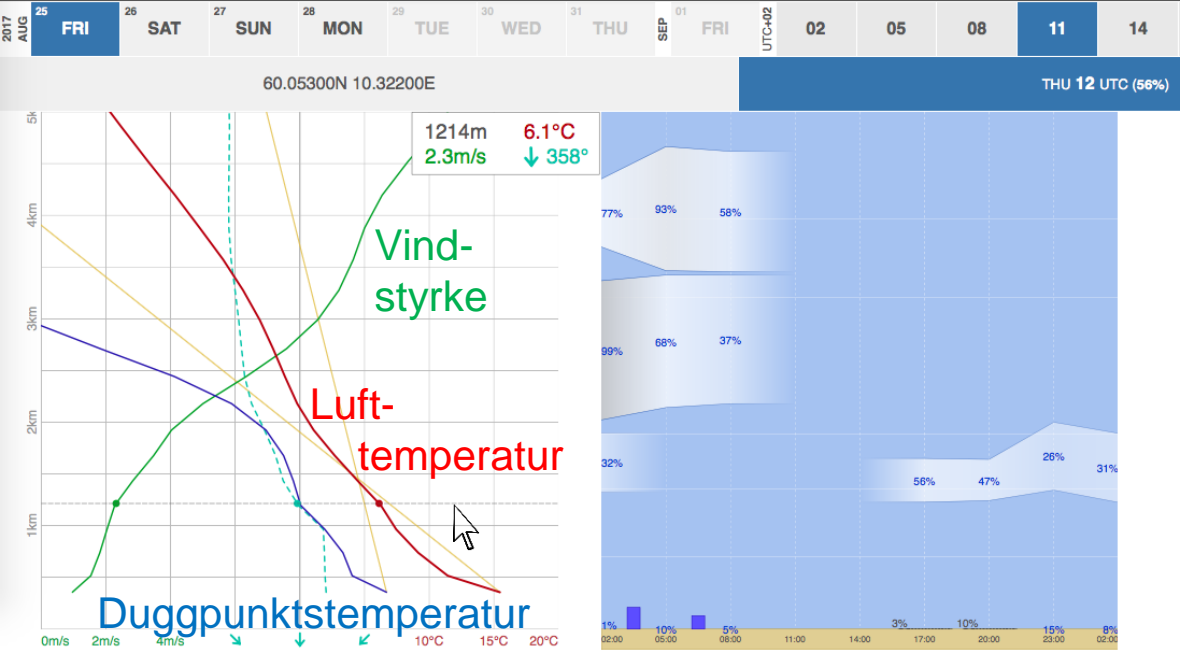 2017 AUG
25 FRI 26 SAT 27 SUN 28 MON 29 TUE 30 WED 31 THU SEP 01 FRI UTC+02 02 05 08 11 14
60.05300N 10.32200E THU 12 UTC (56%)
1214m 6.1°C
2.3m/s 358°
5k
4km
3km
2km
1km
Vind-
styrke
Luft-
temperatur
Duggpunktstemperatur
0m/s 2m/s 4m/s 10°C 15°C 20°C
77% 93% 58%
99% 68% 37%
32%
56% 47% 26% 31%
1% 10% 5% 3% 10% 15% 8%
02:00 05:00 08:00 11:00 14:00 17:00 20:00 23:00 02:00